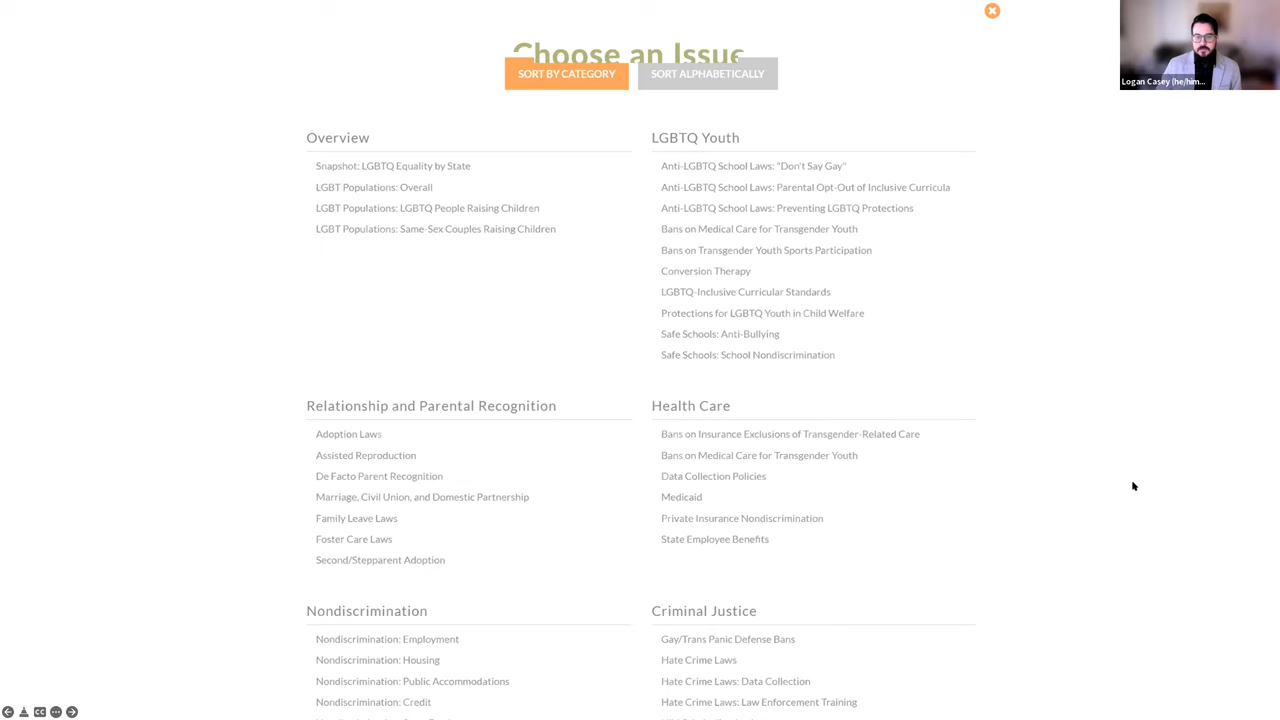 Choose an Issue
SORT BY CATEGORY
SORT ALPHABETICALLY
Logan Casey (he/him...
Overview
Snapshot: LGBTQ Equality by State
LGBT Populations: Overall
LGBT Populations: LGBTQ People Raising Children
LGBT Populations: Same-Sex Couples Raising Children
LGBTQ Youth
Anti-LGBTQ School Laws: "Don't Say Gay"
Anti-LGBTQ School Laws: Parental Opt-Out of Inclusive Curricula
Anti-LGBTQ School Laws: Preventing LGBTQ Protections
Bans on Medical Care for Transgender Youth
Bans on Transgender Youth Sports Participation
Conversion Therapy
LGBTQ-Inclusive Curricular Standards
Protections for LGBTQ Youth in Child Welfare
Safe Schools: Anti-Bullying
Safe Schools: School Nondiscrimination
Relationship and Parental Recognition
Adoption Laws
Assisted Reproduction
De Facto Parent Recognition
Marriage, Civil Union, and Domestic Partnership
Family Leave Laws
Foster Care Laws
Second/Stepparent Adoption
Health Care
Bans on Insurance Exclusions of Transgender-Related Care
Bans on Medical Care for Transgender Youth
Data Collection Policies
Medicaid
Private Insurance Nondiscrimination
State Employee Benefits
Nondiscrimination
Nondiscrimination: Employment
Nondiscrimination: Housing
Nondiscrimination: Public Accommodations
Nondiscrimination: Credit
Criminal Justice
Gay/Trans Panic Defense Bans
Hate Crime Laws
Hate Crime Laws: Data Collection
Hate Crime Laws: Law Enforcement Training
CC